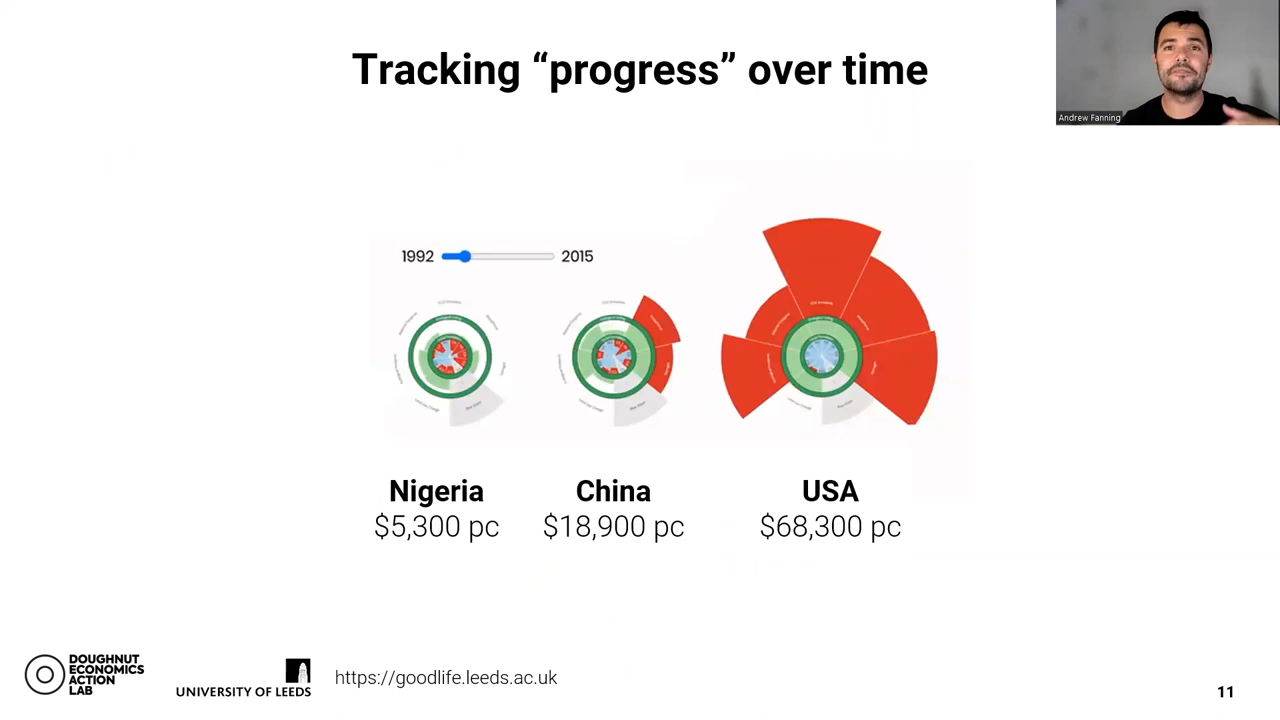 Tracking “progress” over time
Andrew Fanning
1992
2015
Nigeria
$5,300 pc
China
$18,900 pc
USA
$68,300 pc
DOUGHNUT
ECONOMICS
ACTION
LAB
UNIVERSITY OF LEEDS
https://goodlife.leeds.ac.uk
11